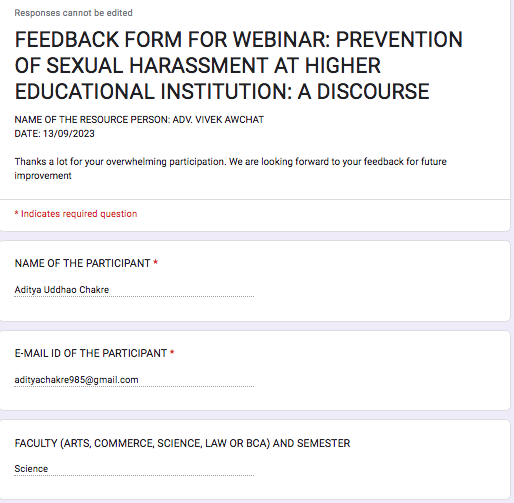 Responses cannot be edited
FEEDBACK FORM FOR WEBINAR: PREVENTION
OF SEXUAL HARASSMENT AT HIGHER
EDUCATIONAL INSTITUTION: A DISCOURSE
NAME OF THE RESOURCE PERSON: ADV. VIVEK AWCHAT
DATE: 13/09/2023
Thanks a lot for your overwhelming participation. We are looking forward to your feedback for future
improvement
* Indicates required question
NAME OF THE PARTICIPANT *
Aditya Uddhao Chakre
E-MAIL ID OF THE PARTICIPANT *
adityachakre985@gmail.com
FACULTY (ARTS, COMMERCE, SCIENCE, LAW OR BCA) AND SEMESTER
Science